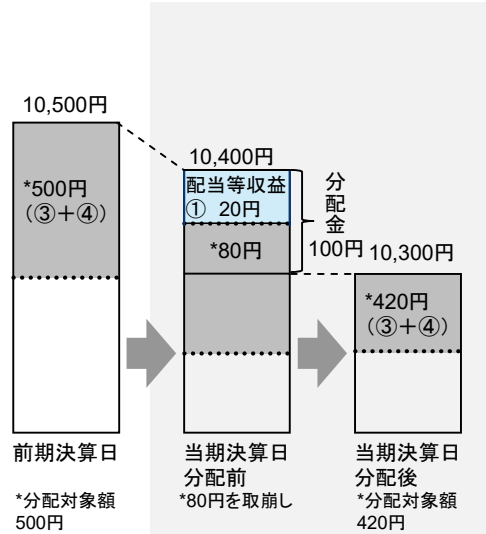 10,500円
*500円
（③＋④）
前期決算日
*分配対象額
500円
10,400円
配当等収益
① 20円
*80円
分配金
100円
当期決算日
分配前
*80円を取崩し
10,300円
*420円
（③＋④）
当期決算日
分配後
*分配対象額
420円